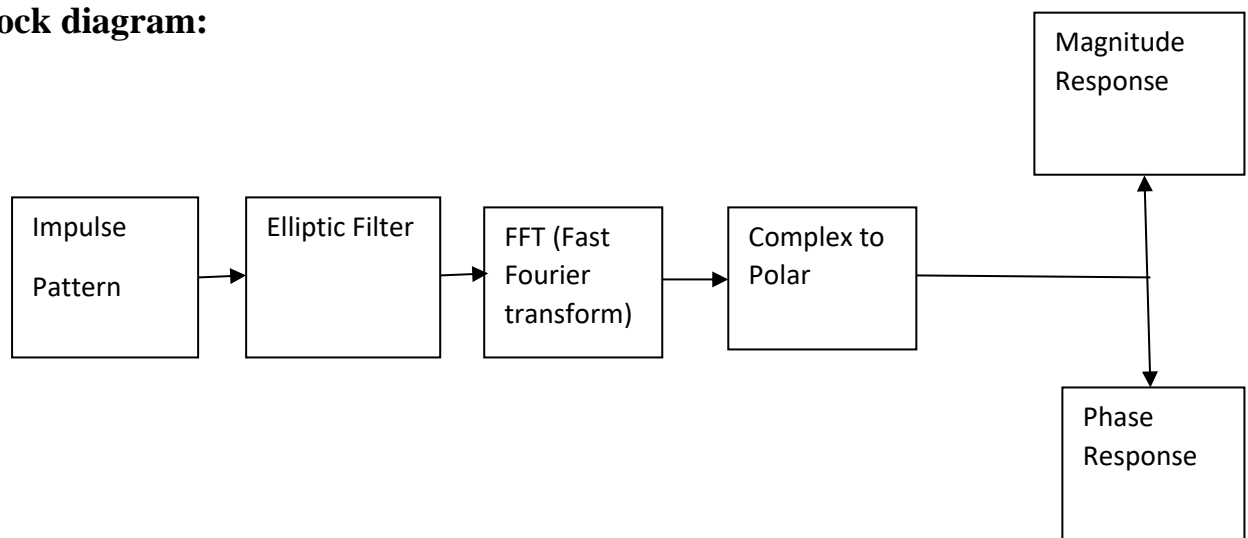 ock diagram:
Magnitude
Response
Impulse
Pattern
Elliptic Filter
FFT (Fast
Fourier
transform)
Complex to
Polar
Phase
Response